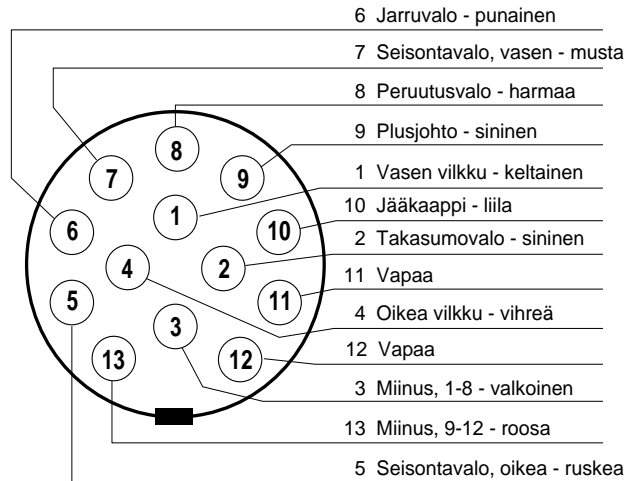 6 Jarruvalo - punainen
7 Seisontavalo, vasen - musta
8 Peruutusvalo - harmaa
9 Plusjohto - sininen
1 Vasen vilkku - keltainen
10 Jääkaappi - liila
2 Takasumovalo - sininen
11 Vapaa
4 Oikea vilkku - vihreä
12 Vapaa
3 Miinus, 1-8 - valkoinen
13 Miinus, 9-12 - roosa
5 Seisontavalo, oikea - ruskea
8
7
9
1
6
10
4
2
5
11
3
13
12